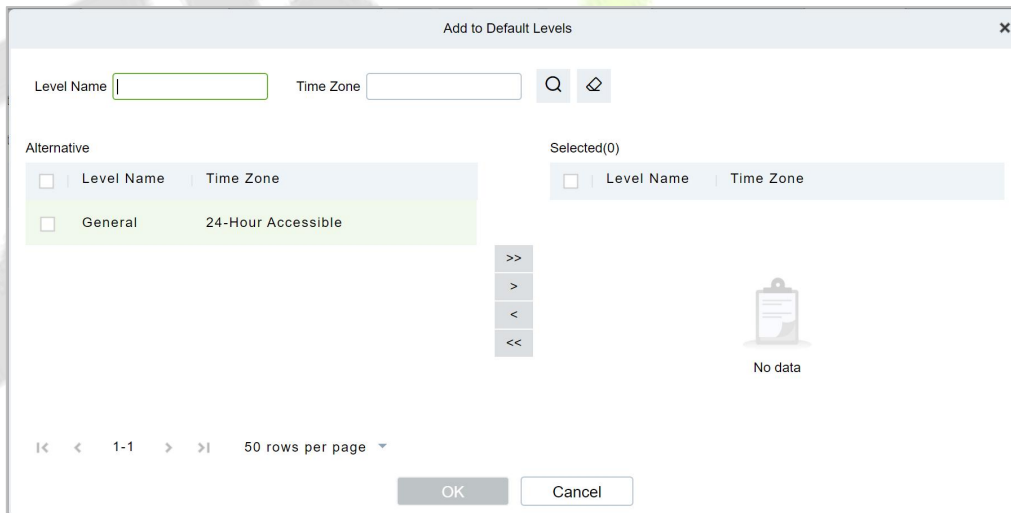 Add to Default Levels
Level Name Time Zone
Alternative Selected(0)
Level Name Time Zone Level Name Time Zone
General 24-Hour Accessible
>>
>
<
<<
No data
1-1 50 rows per page
OK Cancel